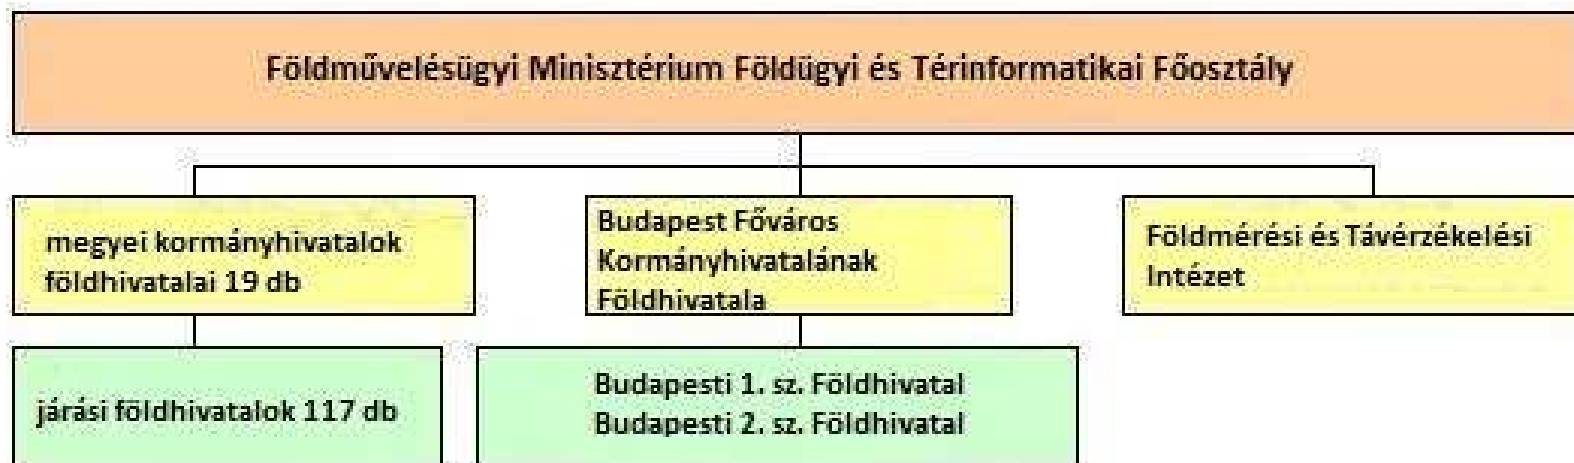 Földművelésügyi Minisztérium Földügyi és Térinformatikai Főosztály
megyei kormányhivatalok
földhivatalai 19 db
Budapest Főváros
Kormányhivatalának
Földhivatala
Földmérési és Távérzékelési
Intézet
járási földhivatalok 117 db
Budapesti 1. sz. Földhivatal
Budapesti 2. sz. Földhivatal